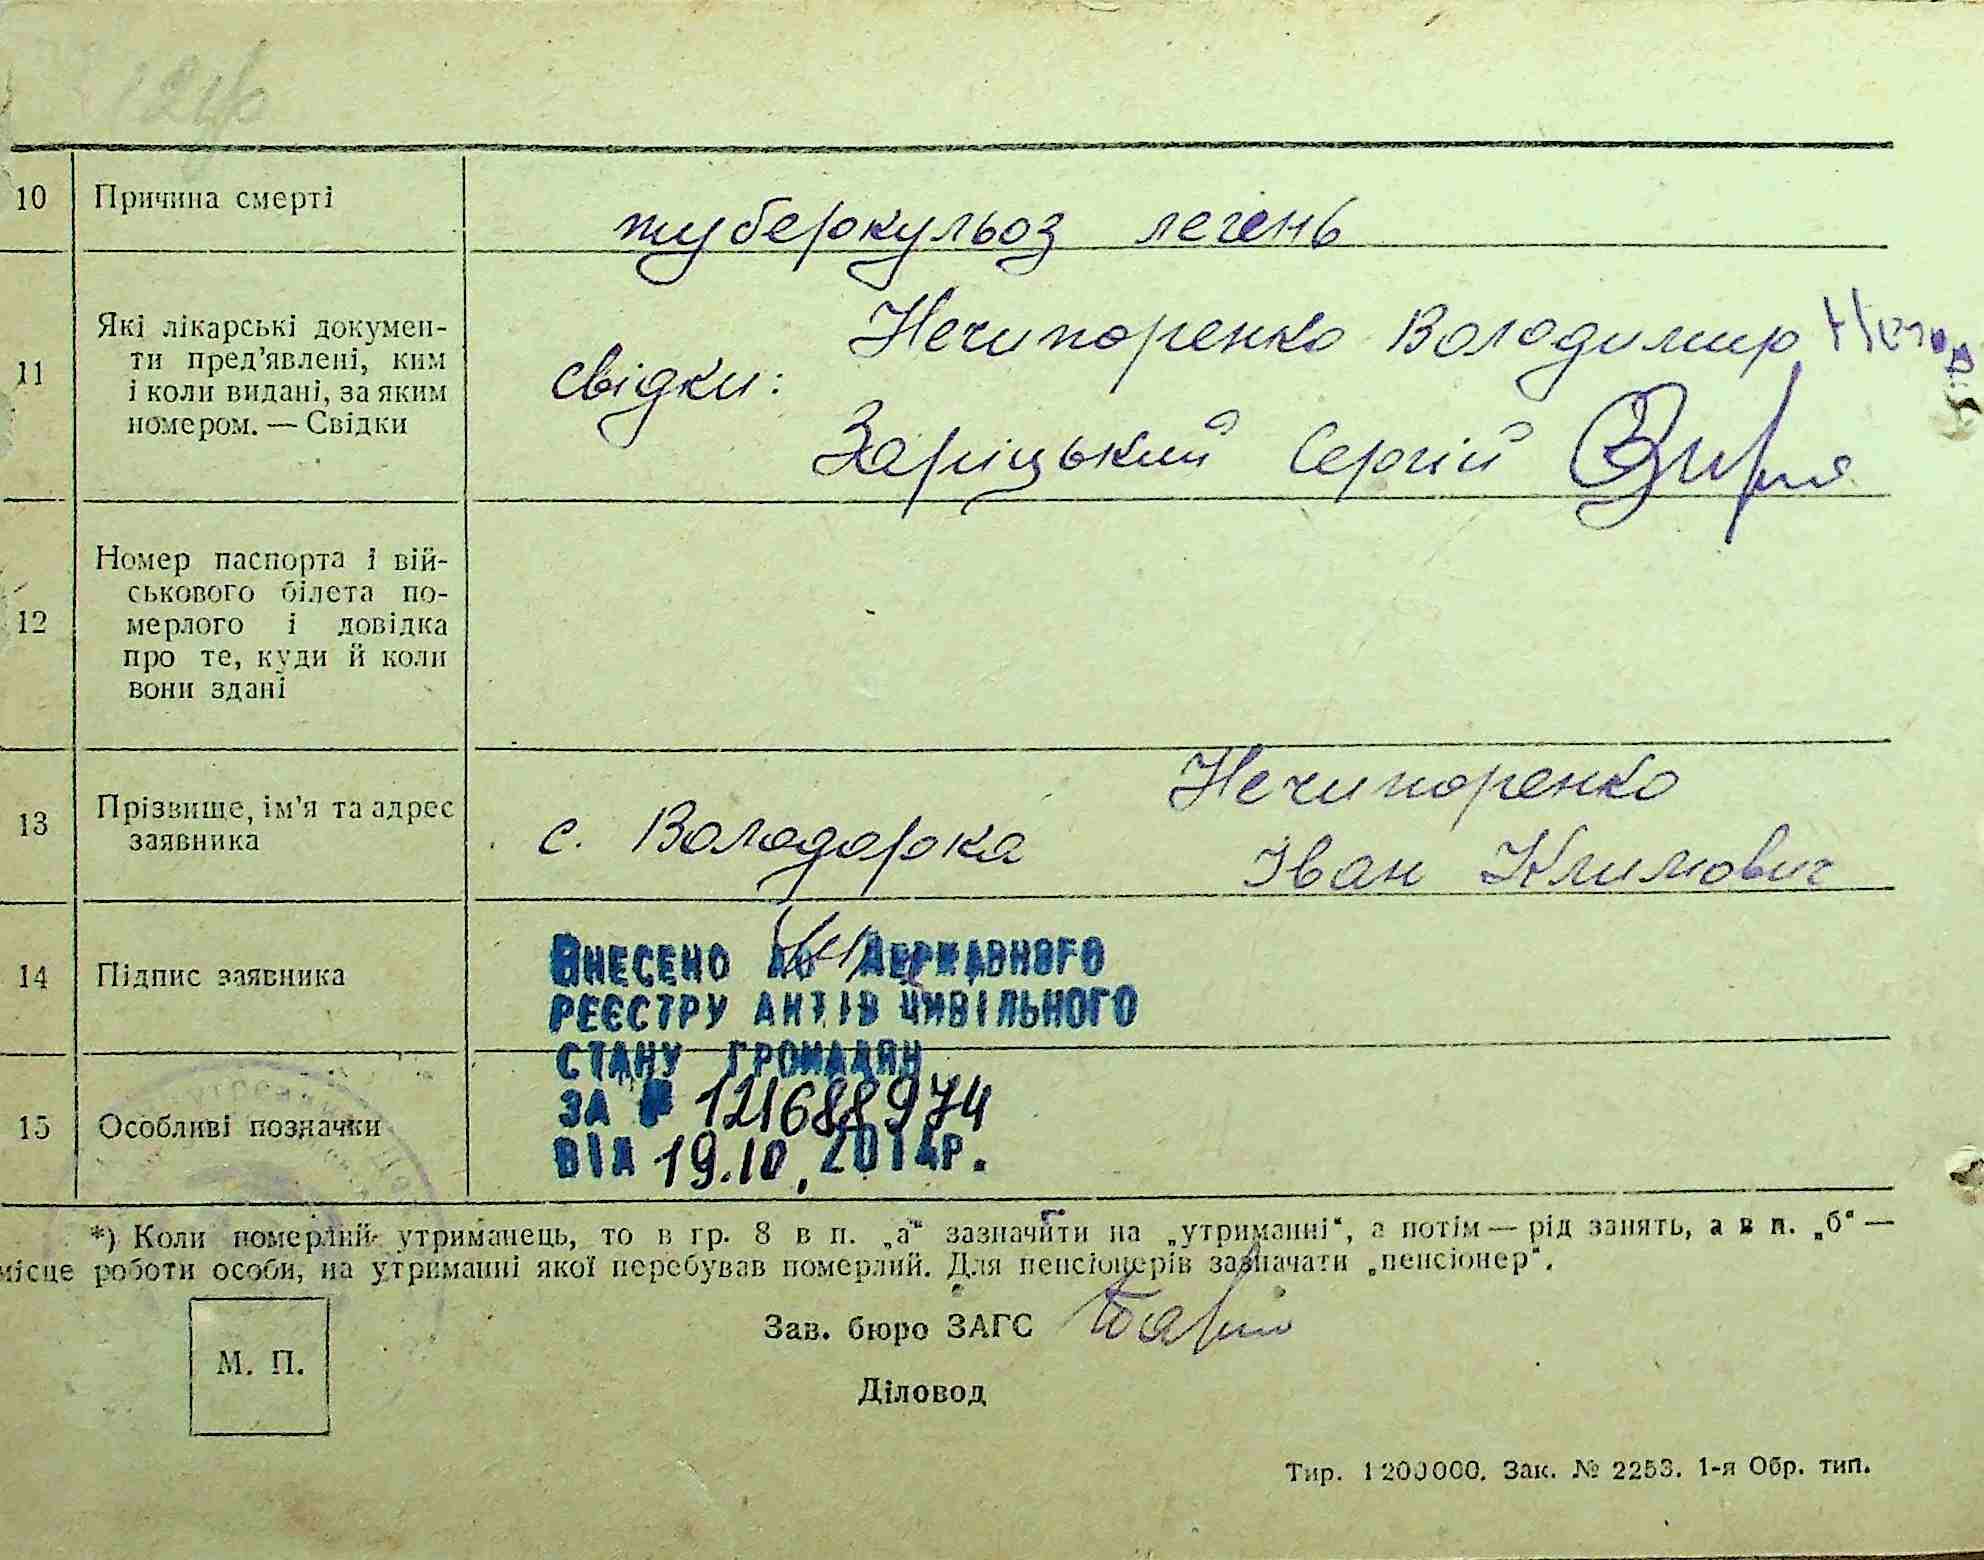 10
Причина смерті
туберкульоз легень
11
Які лікарські докумен-
ти пред’явлені, ким
і коли видані, за яким
номером. — Свідки
Нечипоренко Володимир
свідки:
Заріцький Сергій
12
Номер паспорта і вій-
ськового білета по-
мерлого і довідка
про те, куди й коли
вони здані
13
Прізвище, ім’я та адрес
заявника
Нечипоренко
с. Володарка
Іван Климович
14
Підпис заявника
ВНЕСЕНО ДО ДЕРЖАВНОГО
РЕЄСТРУ АКТІВ ЦИВІЛЬНОГО
СТАНУ ГРОМАДЯН
ЗА № 121688974
ВІД 19.10.2014Р.
15
Особливі позначки
*) Коли померлий утриманець, то в гр. 8 в п. „а“ зазначити на „утриманні“, а потім — рід занять, а в п. „б“ —
місце роботи особи, на утриманні якої перебував померлий. Для пенсіонерів зазначати „пенсіонер“.
Зав. бюро ЗАГС
М. П.
Діловод
Тир. 1200000. Зак. № 2253. 1-я Обр. тип.